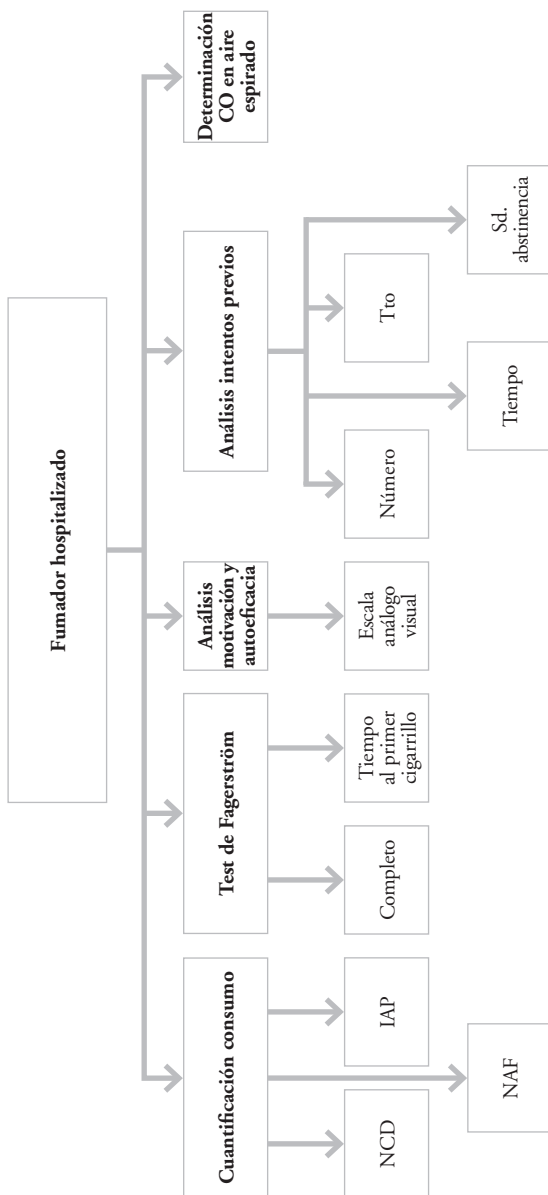 Fumador hospitalizado
Cuantificación consumo
Test de Fagerström
Análisis
motivación y
autoeficacia
Análisis intentos previos
Determinación
CO en aire
espirado
NCD
IAP
Completo
Tiempo
al primer
cigarrillo
Escala
análogo
visual
Número
Tto
NAF
Tiempo
Sd.
abstinencia